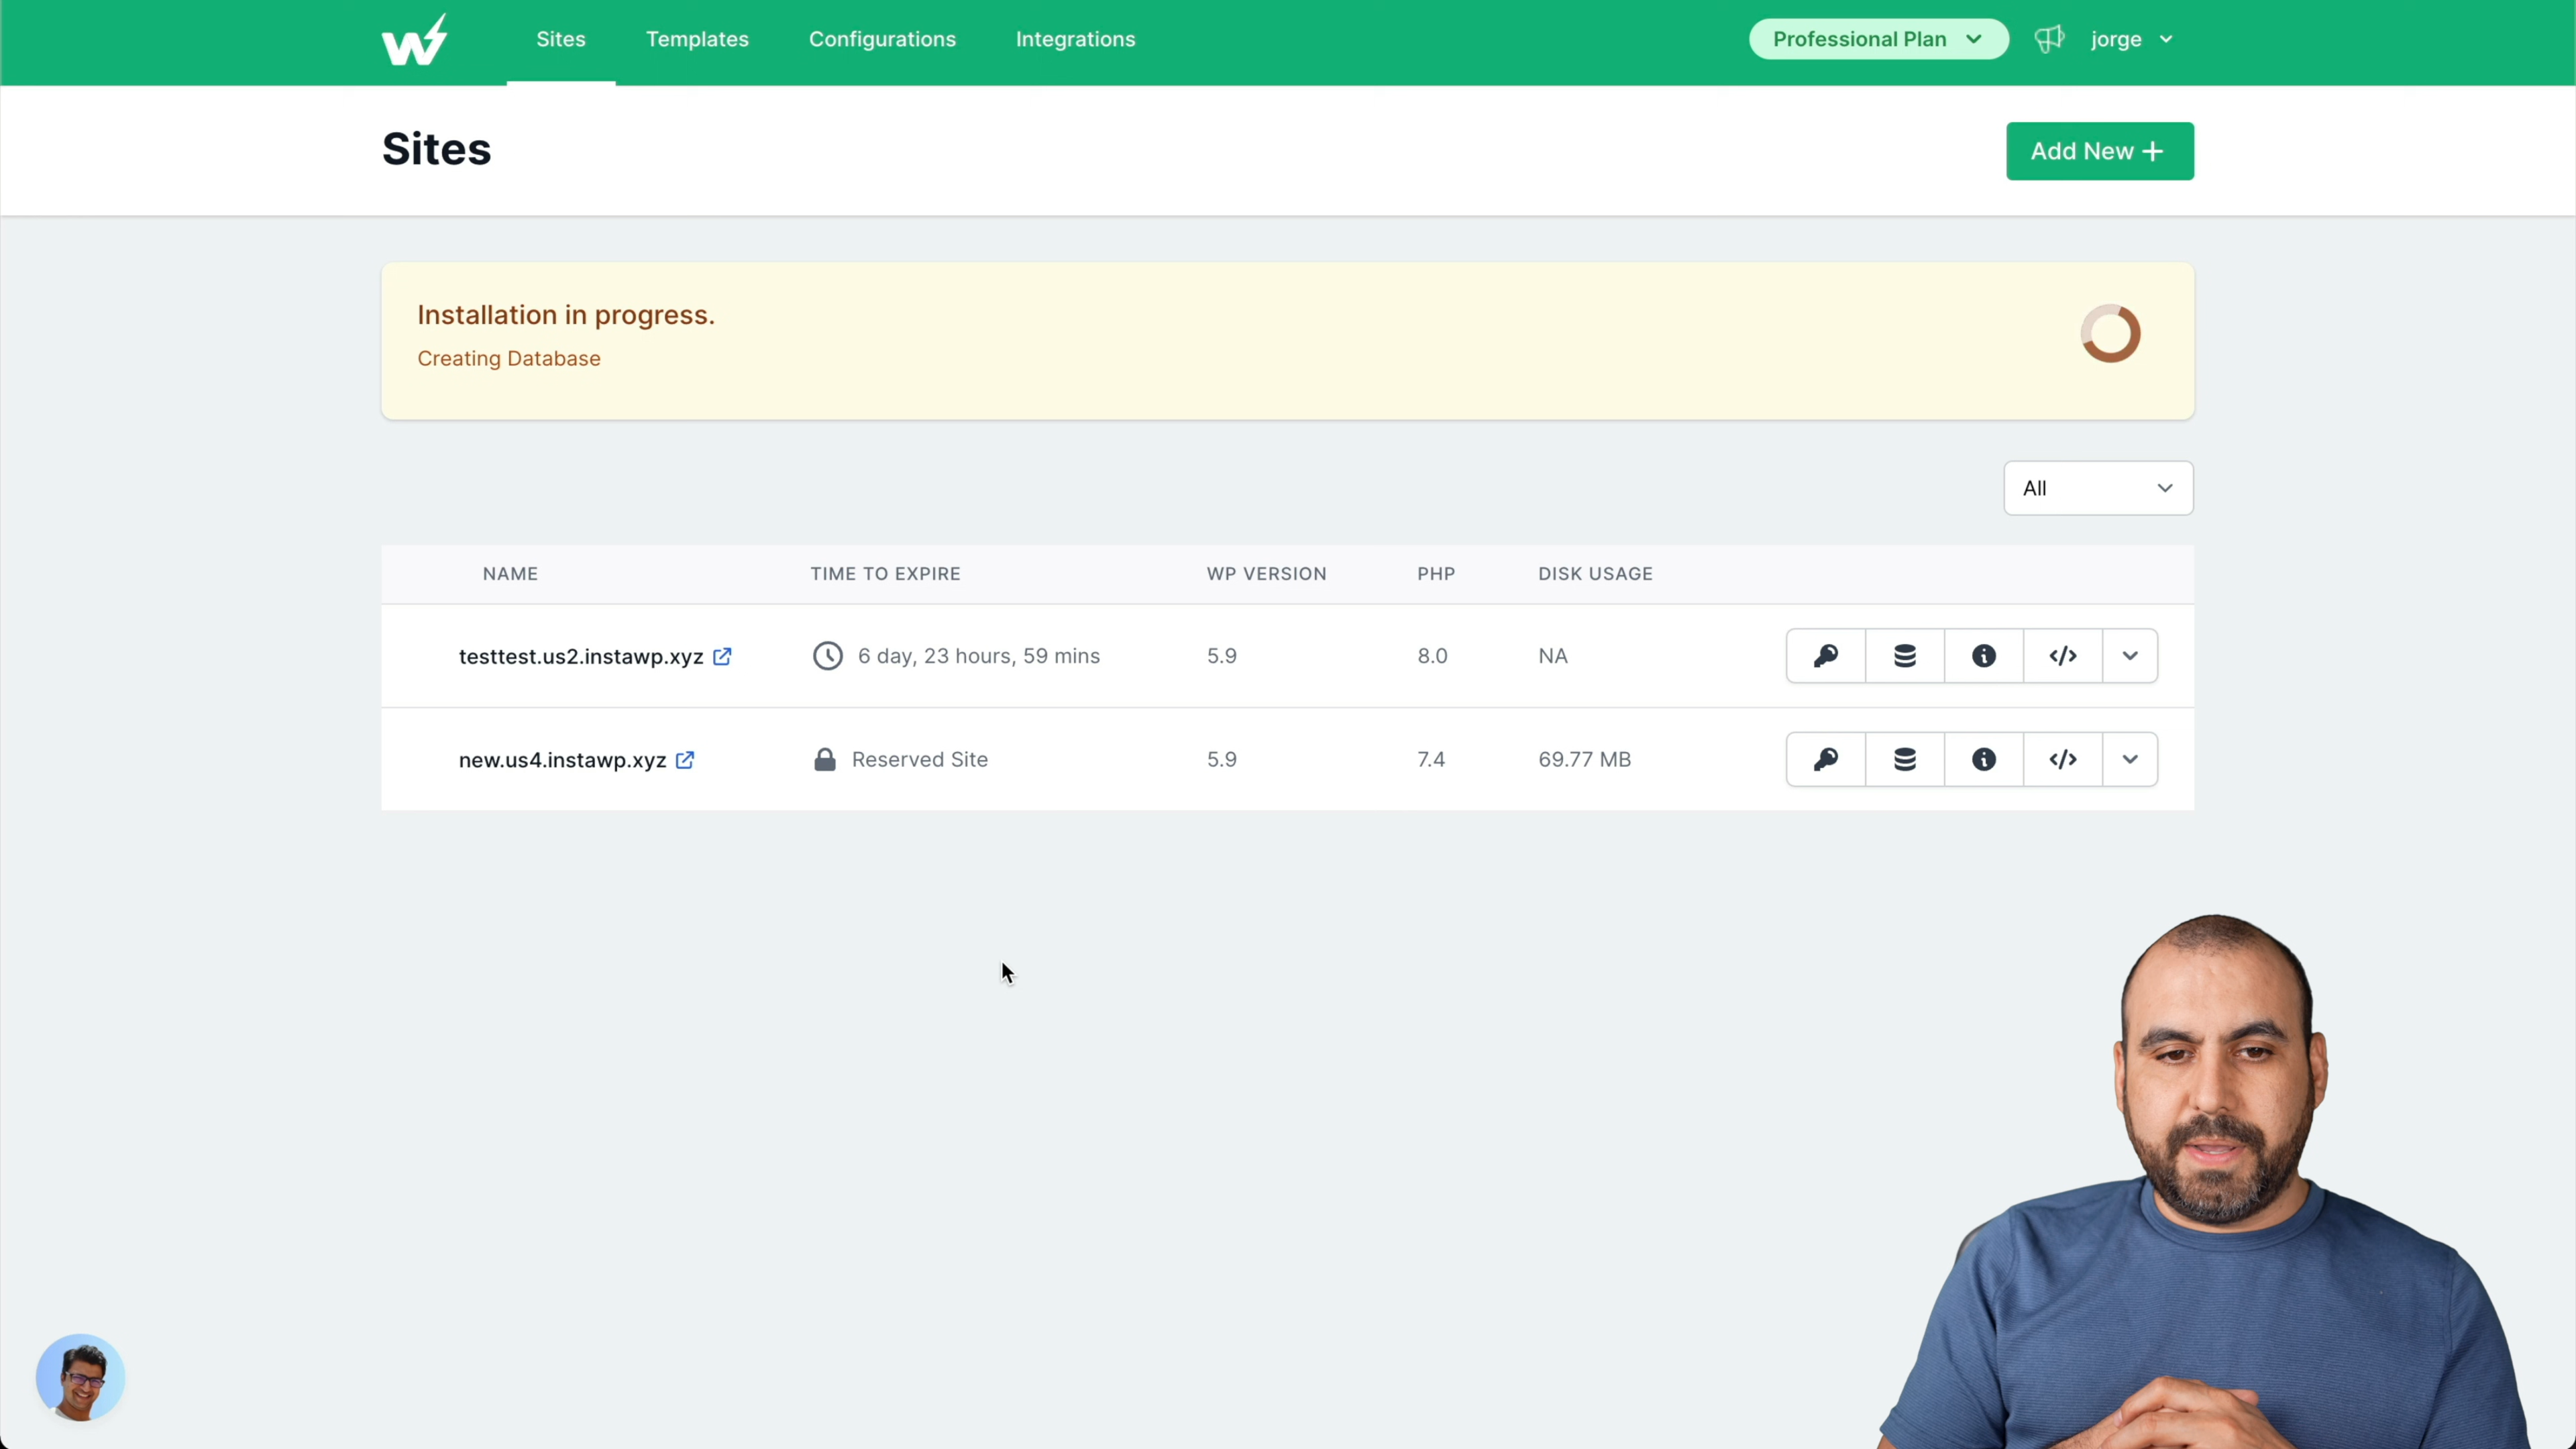 Sites Templates Configurations Integrations Professional Plan jorge
Sites
Add New
Installation in progress.
Creating Database
All
NAME TIME TO EXPIRE WP VERSION PHP DISK USAGE
testtest.us2.instawp.xyz 6 day, 23 hours, 59 mins 5.9 8.0 NA
new.us4.instawp.xyz Reserved Site 5.9 7.4 69.77 MB